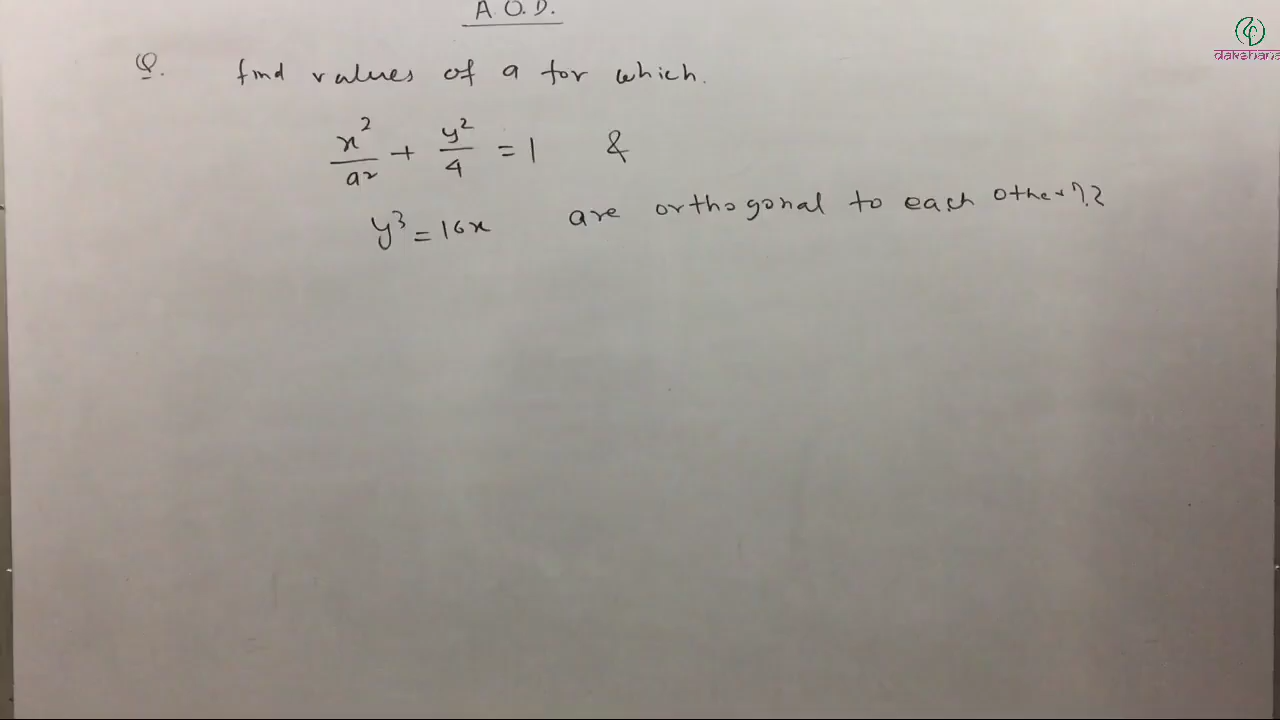 A.O.D.
dakshana
Q. find values of a for which.
x²/a² + y²/4 = 1 &
y³ = 16x are orthogonal to each other?.?